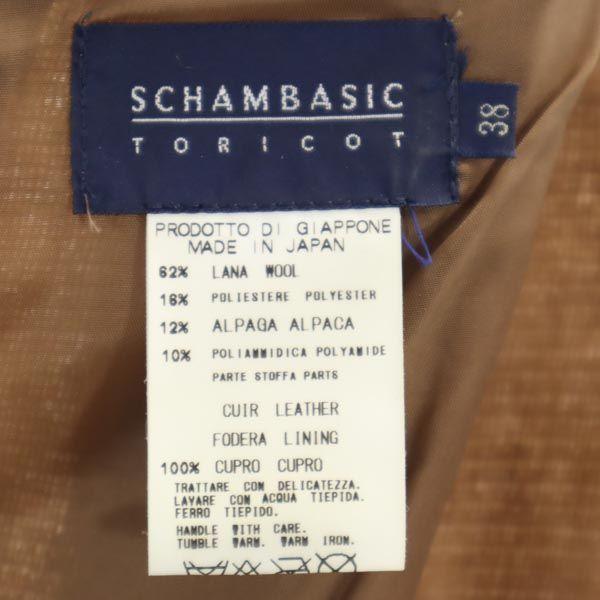 SCHAMBASIC
TORICOT
38
PRODOTTO DI GIAPPONE
MADE IN JAPAN
62% LANA WOOL
16% POLIESTERE POLYESTER
12% ALPAGA ALPACA
10% POLIAMMIDICA POLYAMIDE
PARTE STOFFA PARTS
CUIR LEATHER
FODERA LINING
100% CUPRO CUPRO
TRATTARE CON DELICATEZZA.
LAVARE CON ACQUA TIEPIDA.
FERRO TIEPIDO.
HANDLE WITH CARE.
TUMBLE WARM. WARM IRON.